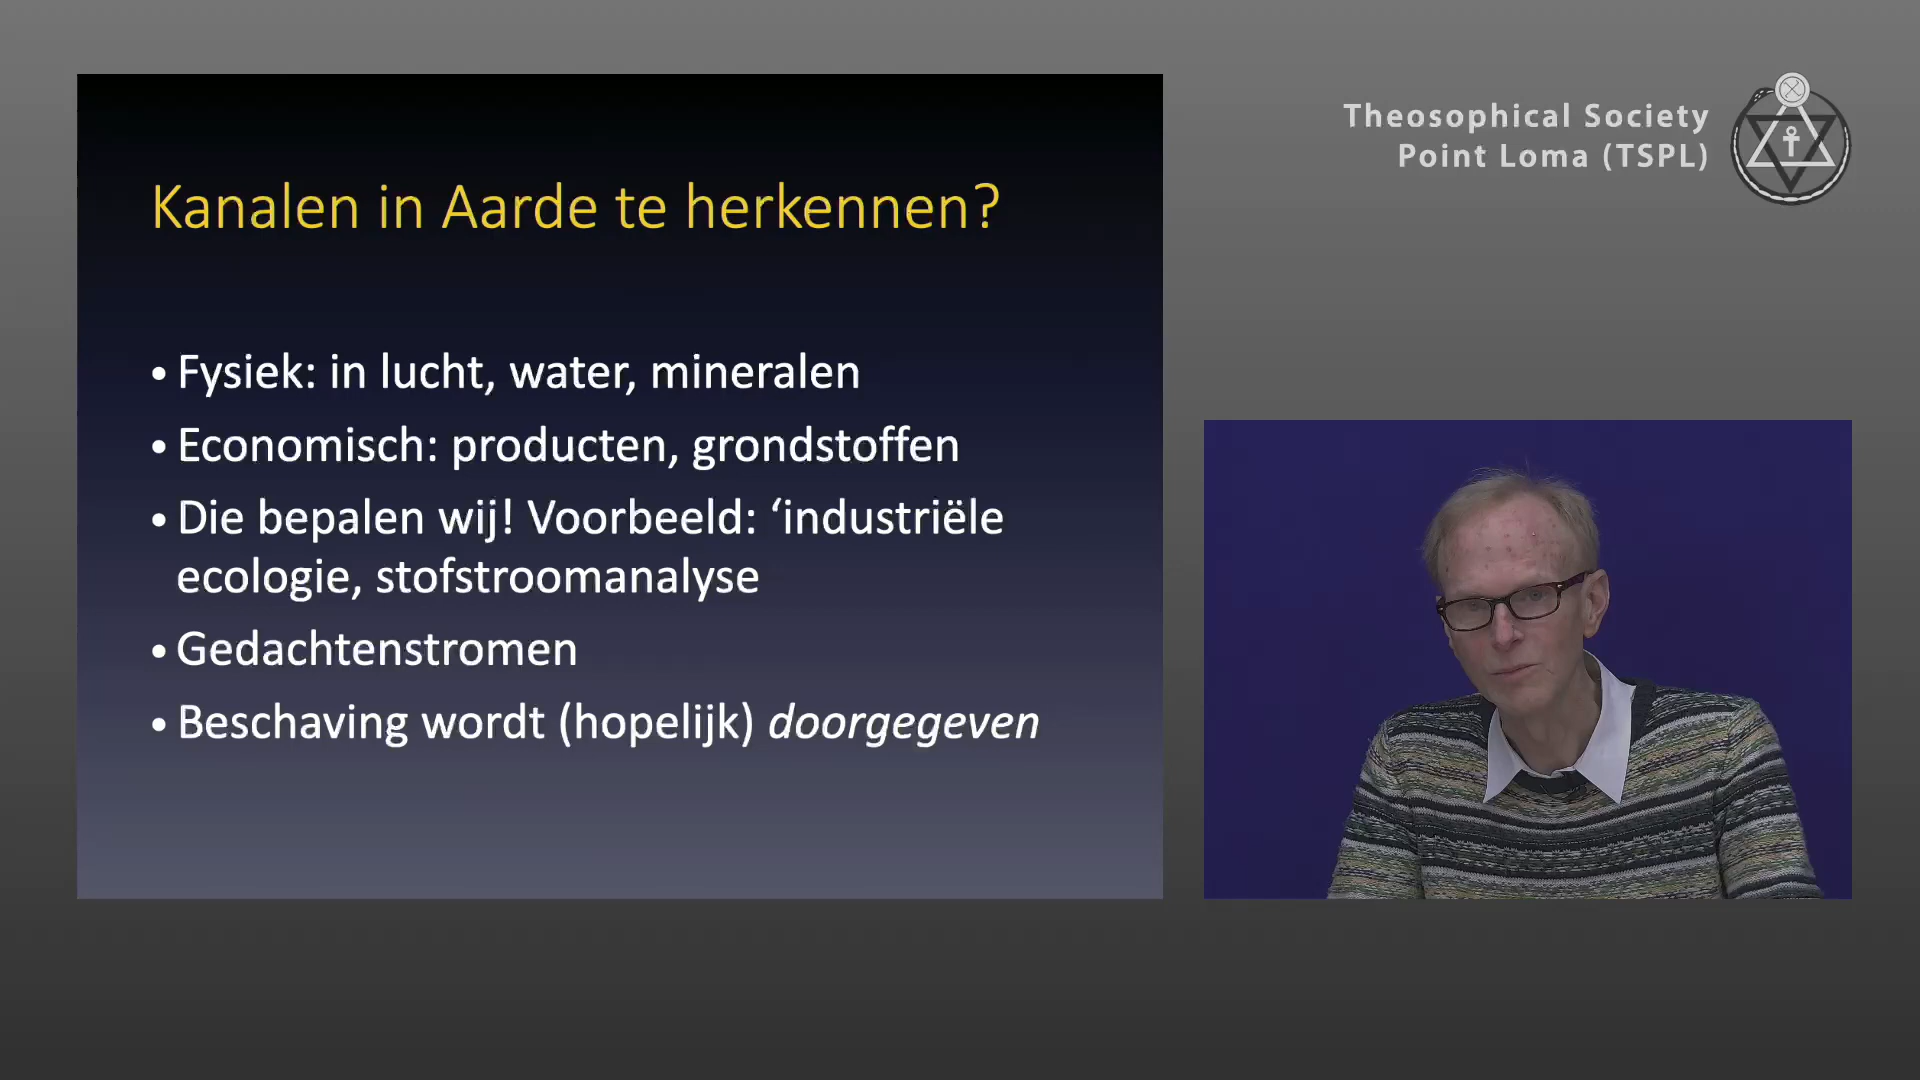 Kanalen in Aarde te herkennen?
• Fysiek: in lucht, water, mineralen
• Economisch: producten, grondstoffen
• Die bepalen wij! Voorbeeld: ‘industriële
ecologie, stofstroomanalyse
• Gedachtenstromen
• Beschaving wordt (hopelijk) doorgegeven
Theosophical Society
Point Loma (TSPL)